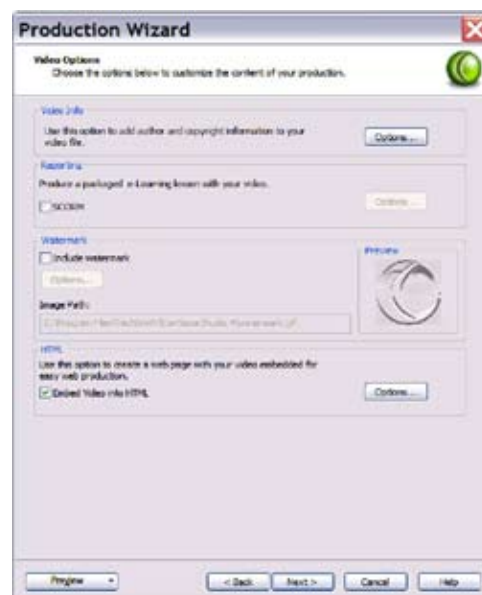 Production Wizard
Video Options
Choose the options below to customize the content of your production.
Video Info
Use this option to add author and copyright information to your
video file.
Options...
Reporting
Produce a packaged e-Learning lesson with your video.
SCORM
Options...
Watermark
Include watermark
Options...
Preview
Image Path:
HTML
Use this option to create a web page with your video embedded for
easy web production.
Embed Video into HTML
Options...
Preview
< Back
Next >
Cancel
Help